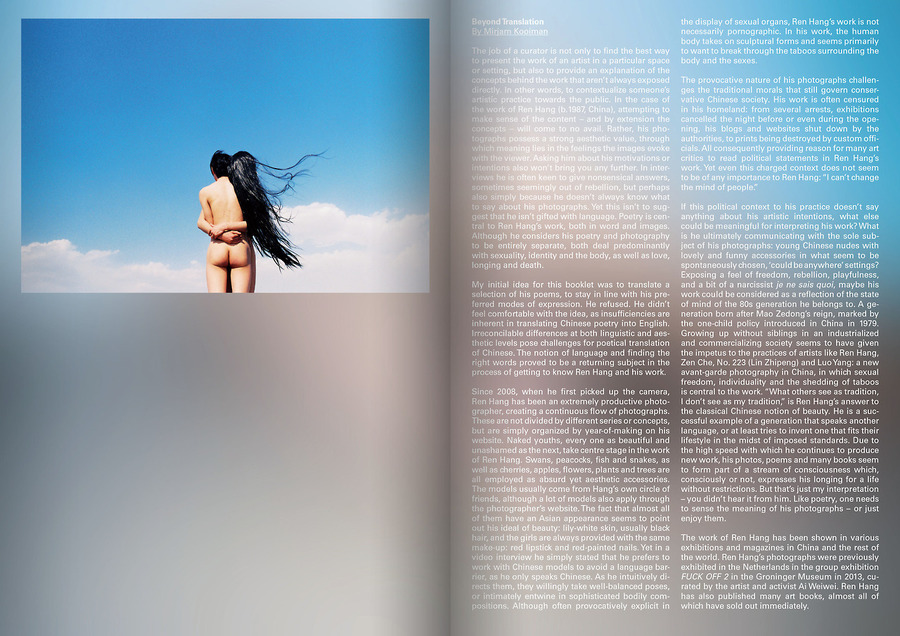 Beyond Translation
By Mirjam Kooiman
The job of a curator is not only to find the best way
to present the work of an artist in a particular space
or setting, but also to provide an explanation of the
concepts behind the work that aren't always exposed
directly. In other words, to contextualize someone's
artistic practice towards the public. In the case of
the work of Ren Hang (b.1987, China), attempting to
make sense of the content – and by extension the
concepts – will come to no avail. Rather, his pho-
tographs possess a strong aesthetic value, through
which meaning lies in the feelings the images evoke
with the viewer. Asking him about his motivations or
intentions also won't bring you any further. In inter-
views he is often keen to give nonsensical answers,
sometimes seemingly out of rebellion, but perhaps
also simply because he doesn't always know what
to say about his photographs. Yet this isn't to sug-
gest that he isn't gifted with language. Poetry is cen-
tral to Ren Hang's work, both in word and images.
Although he considers his poetry and photography
to be entirely separate, both deal predominantly
with sexuality, identity and the body, as well as love,
longing and death.
My initial idea for this booklet was to translate a
selection of his poems, to stay in line with his pre-
ferred modes of expression. He refused. He didn't
feel comfortable with the idea, as insufficiencies are
inherent in translating Chinese poetry into English.
Irreconcilable differences at both linguistic and aes-
thetic levels pose challenges for poetical translation
of Chinese. The notion of language and finding the
right words proved to be a returning subject in the
process of getting to know Ren Hang and his work.
Since 2008, when he first picked up the camera,
Ren Hang has been an extremely productive photo-
grapher, creating a continuous flow of photographs.
These are not divided by different series or concepts,
but are simply organized by year-of-making on his
website. Naked youths, every one as beautiful and
unashamed as the next, take centre stage in the work
of Ren Hang. Swans, peacocks, fish and snakes, as
well as cherries, apples, flowers, plants and trees are
all employed as absurd yet aesthetic accessories.
The models usually come from Hang's own circle of
friends, although a lot of models also apply through
the photographer's website. The fact that almost all
of them have an Asian appearance seems to point
out his ideal of beauty: lily-white skin, usually black
hair, and the girls are always provided with the same
make-up: red lipstick and red-painted nails. Yet in a
video interview he simply stated that he prefers to
work with Chinese models to avoid a language bar-
rier, as he only speaks Chinese. As he intuitively di-
rects them, they willingly take well-balanced poses,
or intimately entwine in sophisticated bodily com-
positions. Although often provocatively explicit in
the display of sexual organs, Ren Hang's work is not
necessarily pornographic. In his work, the human
body takes on sculptural forms and seems primarily
to want to break through the taboos surrounding the
body and the sexes.
The provocative nature of his photographs challen-
ges the traditional morals that still govern conser-
vative Chinese society. His work is often censured
in his homeland: from several arrests, exhibitions
cancelled the night before or even during the ope-
ning, his blogs and websites shut down by the
authorities, to prints being destroyed by custom offi-
cials. All consequently providing reason for many art
critics to read political statements in Ren Hang's
work. Yet even this charged context does not seem
to be of any importance to Ren Hang: "I can't change
the mind of people."
If this political context to his practice doesn't say
anything about his artistic intentions, what else
could be meaningful for interpreting his work? What
is he ultimately communicating with the sole sub-
ject of his photographs: young Chinese nudes with
lovely and funny accessories in what seem to be
spontaneously chosen, 'could be anywhere' settings?
Exposing a feel of freedom, rebellion, playfulness,
and a bit of a narcissist je ne sais quoi, maybe his
work could be considered as a reflection of the state
of mind of the 80s generation he belongs to. A ge-
neration born after Mao Zedong's reign, marked by
the one-child policy introduced in China in 1979.
Growing up without siblings in an industrialized
and commercializing society seems to have given
the impetus to the practices of artists like Ren Hang,
Zen Che, No. 223 (Lin Zhipeng) and Luo Yang: a new
avant-garde photography in China, in which sexual
freedom, individuality and the shedding of taboos
is central to the work. "What others see as tradition,
I don't see as my tradition," is Ren Hang's answer to
the classical Chinese notion of beauty. He is a suc-
cessful example of a generation that speaks another
language, or at least tries to invent one that fits their
lifestyle in the midst of imposed standards. Due to
the high speed with which he continues to produce
new work, his photos, poems and many books seem
to form part of a stream of consciousness which,
consciously or not, expresses his longing for a life
without restrictions. But that's just my interpretation
– you didn't hear it from him. Like poetry, one needs
to sense the meaning of his photographs – or just
enjoy them.
The work of Ren Hang has been shown in various
exhibitions and magazines in China and the rest of
the world. Ren Hang's photographs were previously
exhibited in the Netherlands in the group exhibition
FUCK OFF 2 in the Groninger Museum in 2013, cu-
rated by the artist and activist Ai Weiwei. Ren Hang
has also published many art books, almost all of
which have sold out immediately.